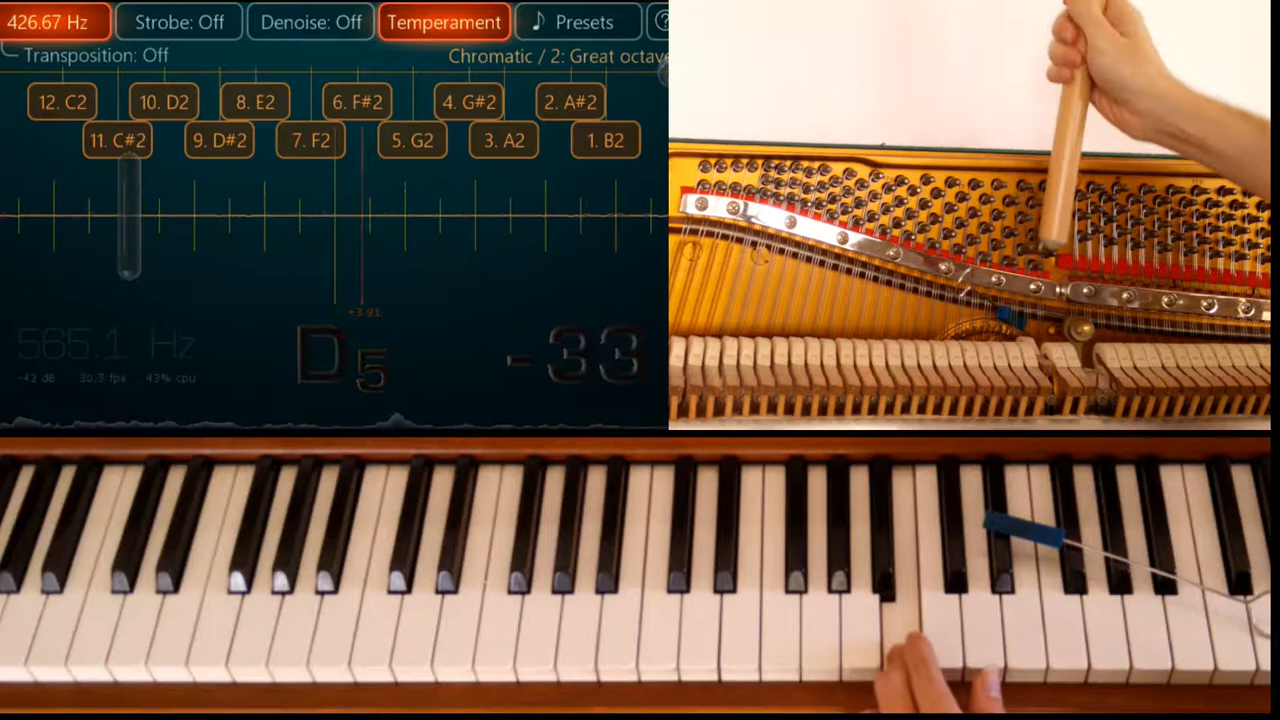 426.67 Hz Strobe: Off Denoise: Off Temperament ♪ Presets ?
Transposition: Off Chromatic / 2: Great octave
12. C2 10. D2 8. E2 6. F#2 4. G#2 2. A#2
11. C#2 9. D#2 7. F2 5. G2 3. A2 1. B2
+3.91
565.1 Hz D5 -33
-42 dB 30.3 fps 43% cpu